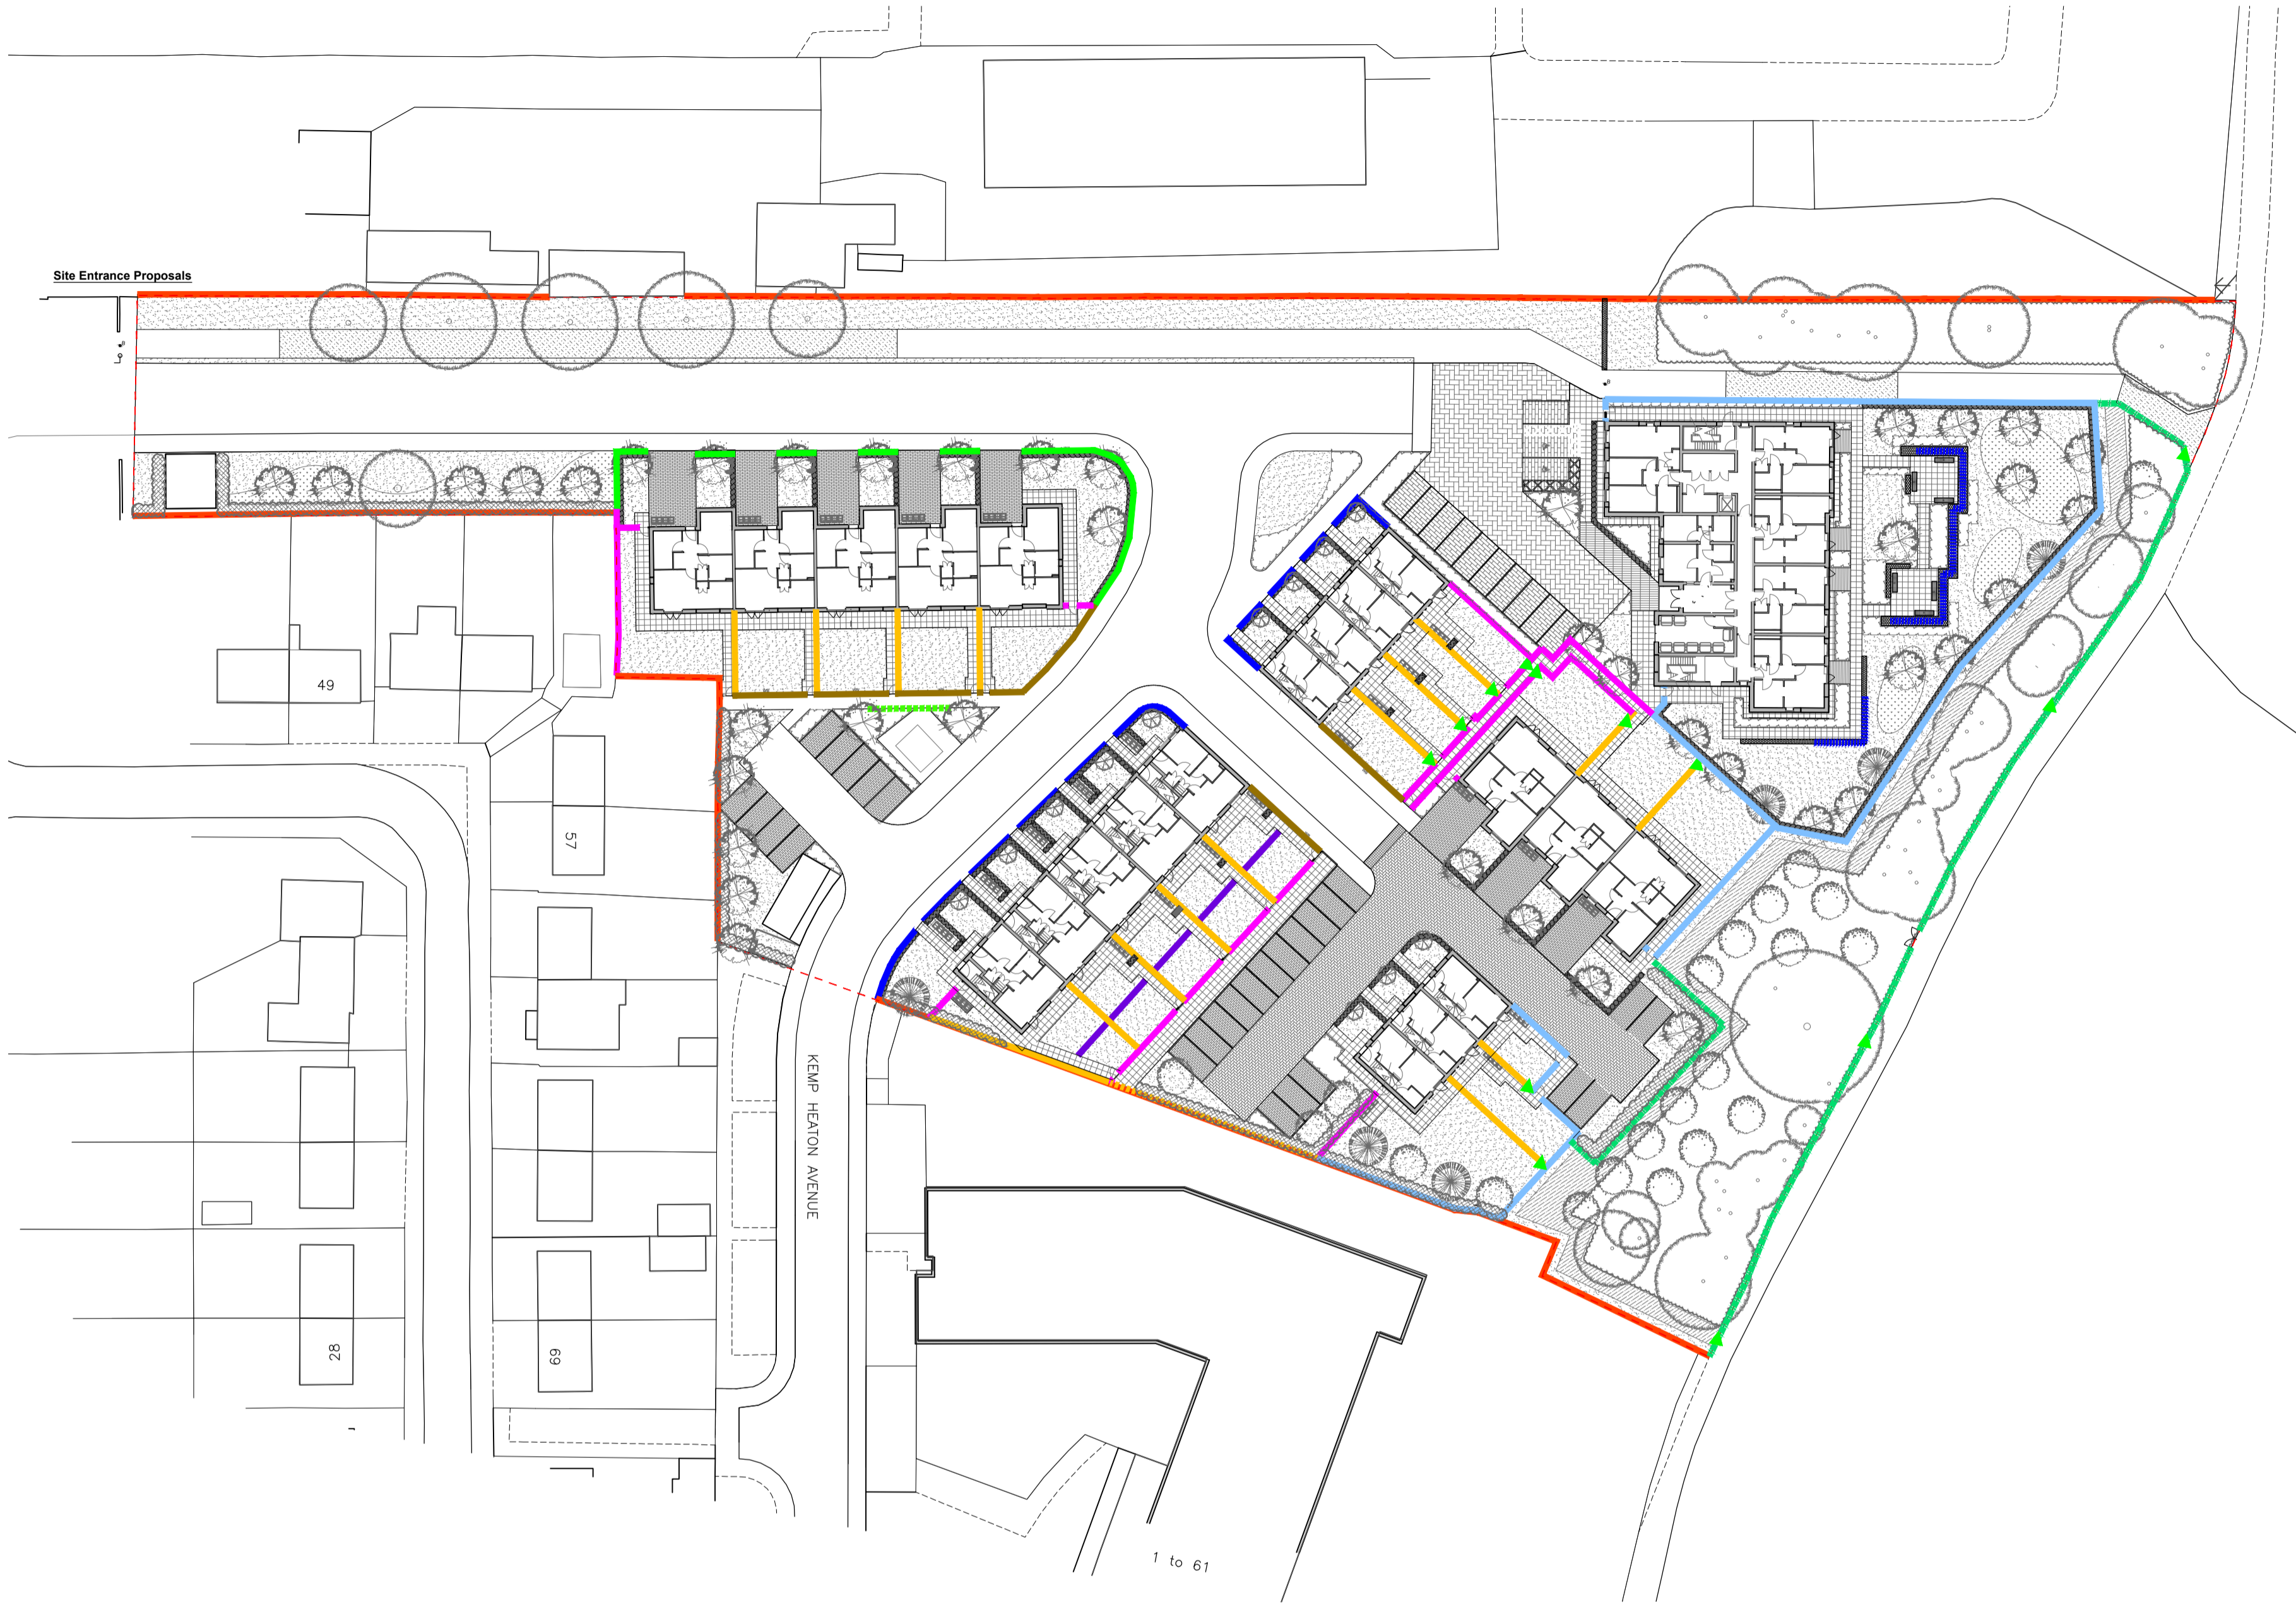 Site Entrance Proposals
49
57
KEMP HEATON AVENUE
28
69
1 to 61